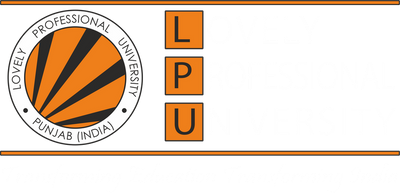 LOVELY PROFESSIONAL UNIVERSITY
• PUNJAB (INDIA) •
L
P
U